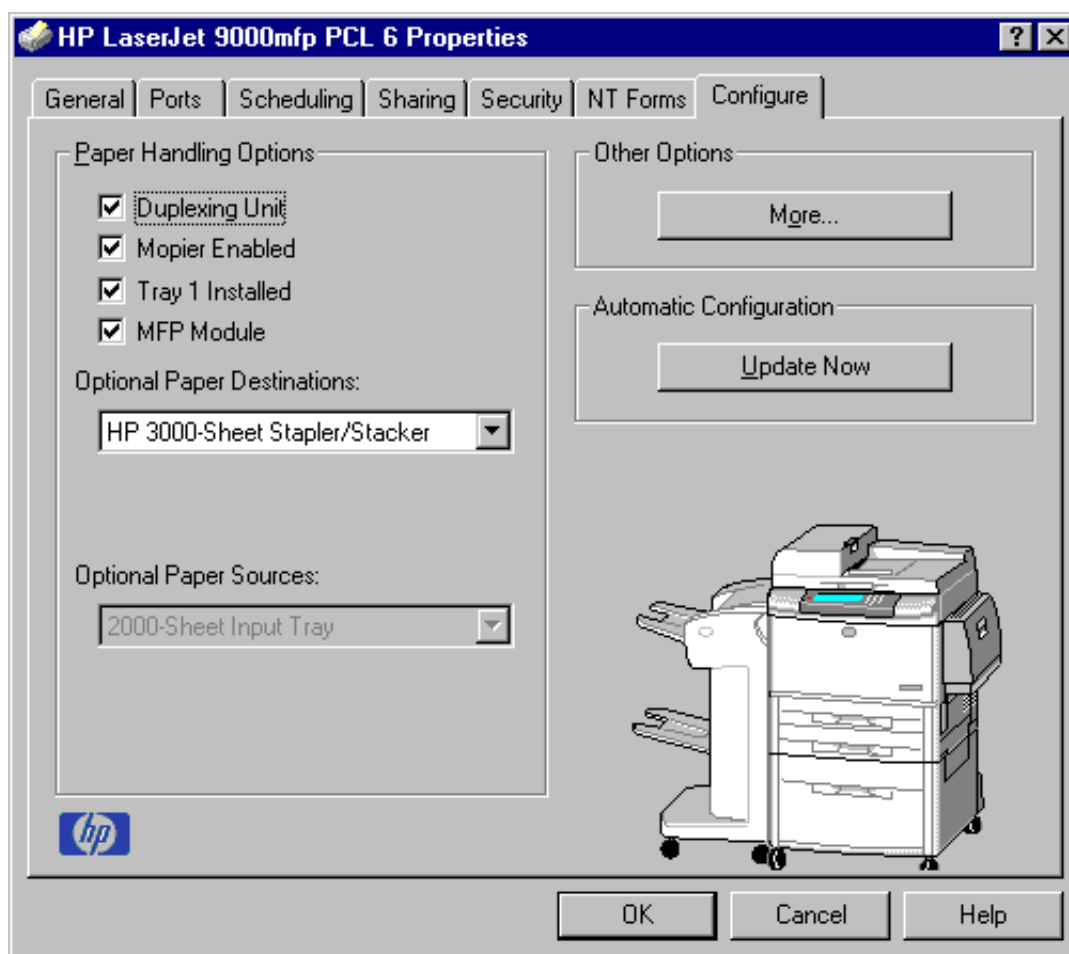 HP LaserJet 9000mfp PCL 6 Properties
General Ports Scheduling Sharing Security NT Forms Configure
Paper Handling Options
Duplexing Unit
Mopier Enabled
Tray 1 Installed
MFP Module
Optional Paper Destinations:
HP 3000-Sheet Stapler/Stacker
Optional Paper Sources:
2000-Sheet Input Tray
Other Options
More...
Automatic Configuration
Update Now
hp
OK Cancel Help